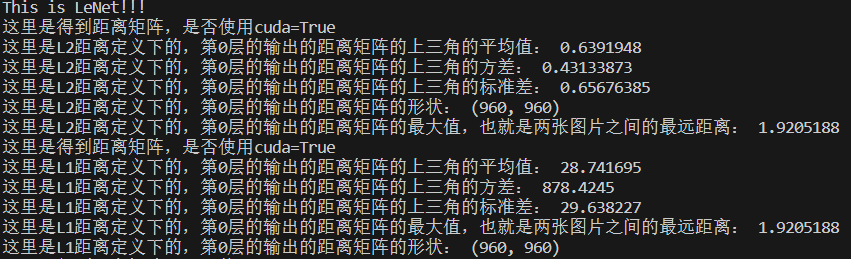 This is LeNet!!!
这里是得到距离矩阵，是否使用cuda=True
这里是L2距离定义下的，第0层的输出的距离矩阵的上三角的平均值： 0.6391948
这里是L2距离定义下的，第0层的输出的距离矩阵的上三角的方差： 0.43133873
这里是L2距离定义下的，第0层的输出的距离矩阵的上三角的标准差： 0.65676385
这里是L2距离定义下的，第0层的输出的距离矩阵的形状： (960, 960)
这里是L2距离定义下的，第0层的输出的距离矩阵的最大值，也就是两张图片之间的最远距离： 1.9205188
这里是得到距离矩阵，是否使用cuda=True
这里是L1距离定义下的，第0层的输出的距离矩阵的上三角的平均值： 28.741695
这里是L1距离定义下的，第0层的输出的距离矩阵的上三角的方差： 878.4245
这里是L1距离定义下的，第0层的输出的距离矩阵的上三角的标准差： 29.638227
这里是L1距离定义下的，第0层的输出的距离矩阵的最大值，也就是两张图片之间的最远距离： 1.9205188
这里是L1距离定义下的，第0层的输出的距离矩阵的形状： (960, 960)